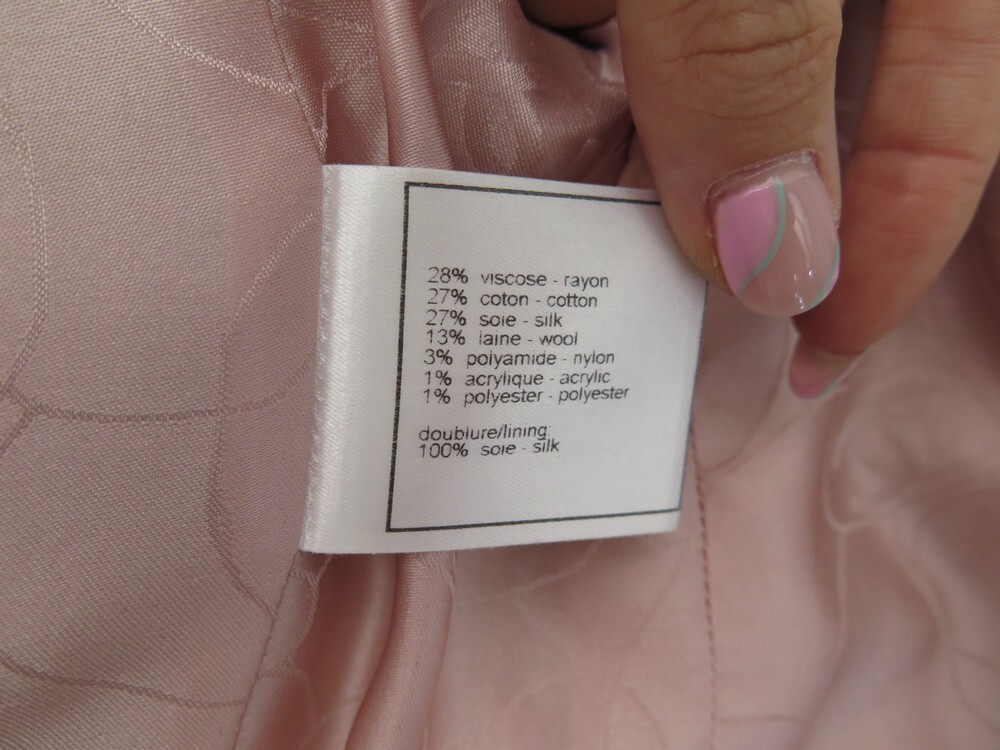 28% viscose - rayon
27% coton - cotton
27% soie - silk
13% laine - wool
3% polyamide - nylon
1% acrylique - acrylic
1% polyester - polyester
doublure/lining:
100% soie - silk